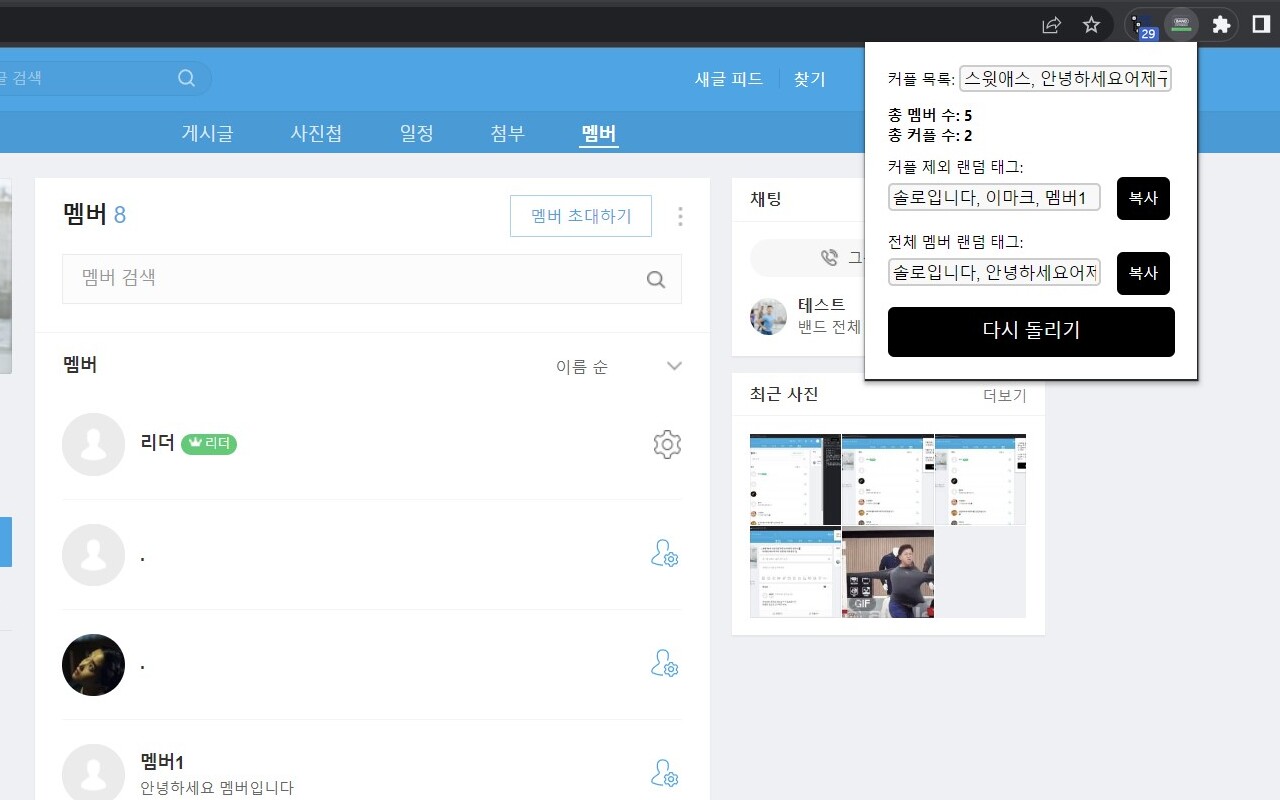 29
글 검색
새글 피드
찾기
게시글
사진첩
일정
첨부
멤버
커플 목록: 스윗애스, 안녕하세요어제
총 멤버 수: 5
총 커플 수: 2
커플 제외 랜덤 태그:
솔로입니다, 이마크, 멤버1
복사
전체 멤버 랜덤 태그:
솔로입니다, 안녕하세요어제
복사
다시 돌리기
멤버 8
멤버 초대하기
멤버 검색
멤버
이름 순
리더 리더
.
.
멤버1
안녕하세요 멤버입니다
채팅
테스트
밴드 전체
최근 사진
더보기
GIF